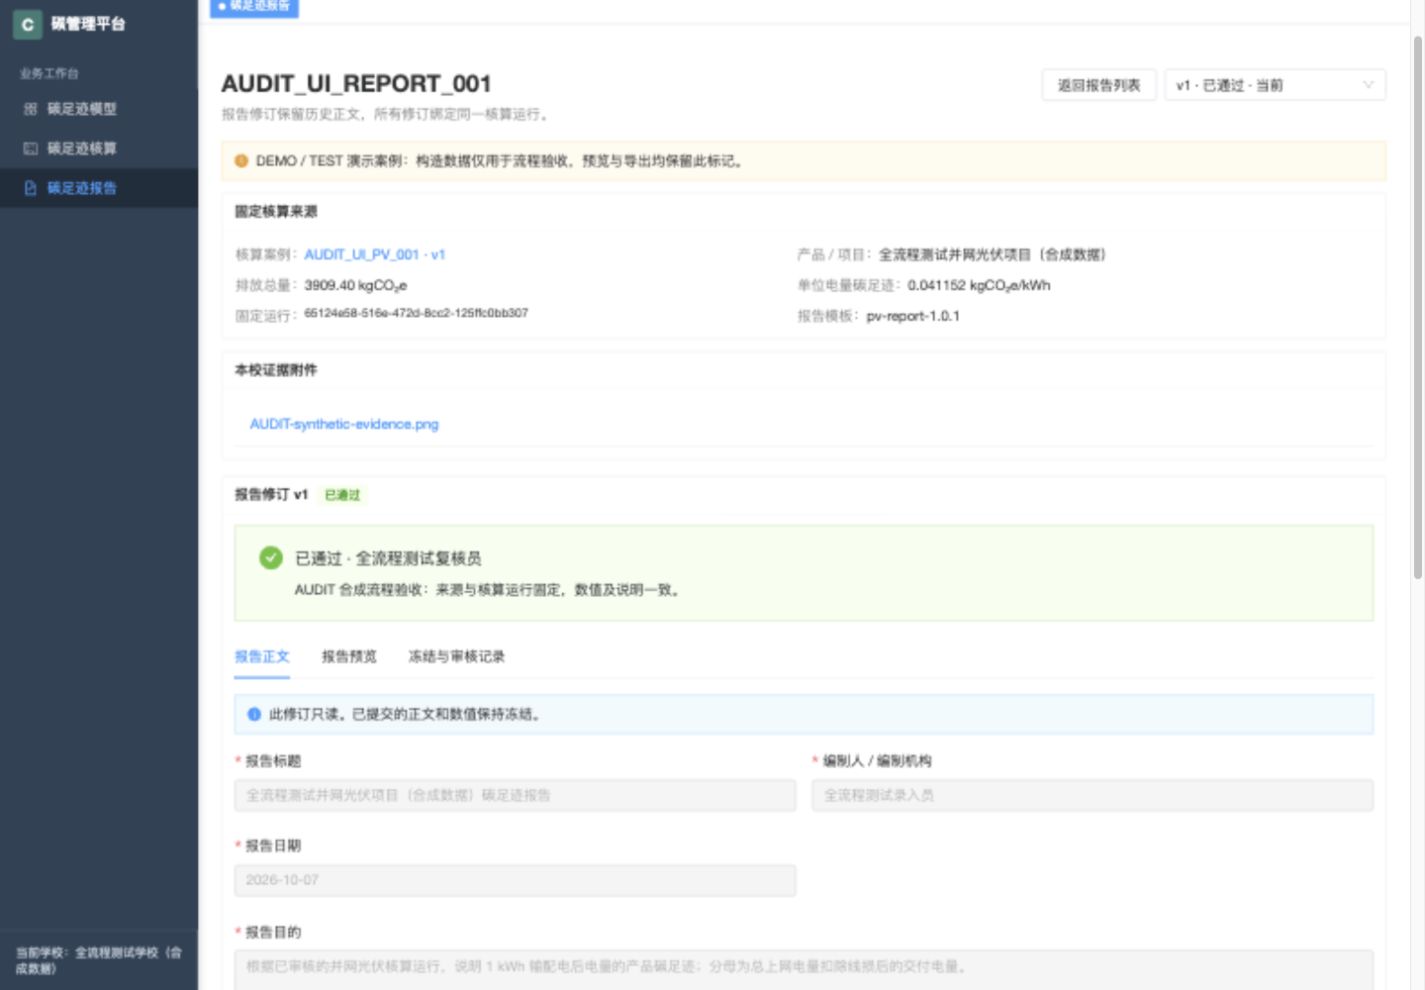 C 碳管理平台
业务工作台
碳足迹模型
碳足迹核算
碳足迹报告
当前学校：全流程测试学校（合
成数据）
碳足迹报告
AUDIT_UI_REPORT_001
返回报告列表
v1 · 已通过 · 当前
报告修订保留历史正文，所有修订绑定同一核算运行。
DEMO / TEST 演示案例：构造数据仅用于流程验收，预览与导出均保留此标记。
固定核算来源
核算案例：AUDIT_UI_PV_001 · v1
产品 / 项目：全流程测试并网光伏项目（合成数据）
排放总量：3909.40 kgCO₂e
单位电量碳足迹：0.041152 kgCO₂e/kWh
固定运行：65124e58-516e-472d-8cc2-125ffc0bb307
报告模板：pv-report-1.0.1
本校证据附件
AUDIT-synthetic-evidence.png
报告修订 v1 已通过
已通过 · 全流程测试复核员
AUDIT 合成流程验收：来源与核算运行固定，数值及说明一致。
报告正文 报告预览 冻结与审核记录
此修订只读。已提交的正文和数值保持冻结。
* 报告标题
全流程测试并网光伏项目（合成数据）碳足迹报告
* 编制人 / 编制机构
全流程测试录入员
* 报告日期
2026-10-07
* 报告目的
根据已审核的并网光伏核算运行，说明 1 kWh 输配电后电量的产品碳足迹；分母为总上网电量扣除线损后的交付电量。